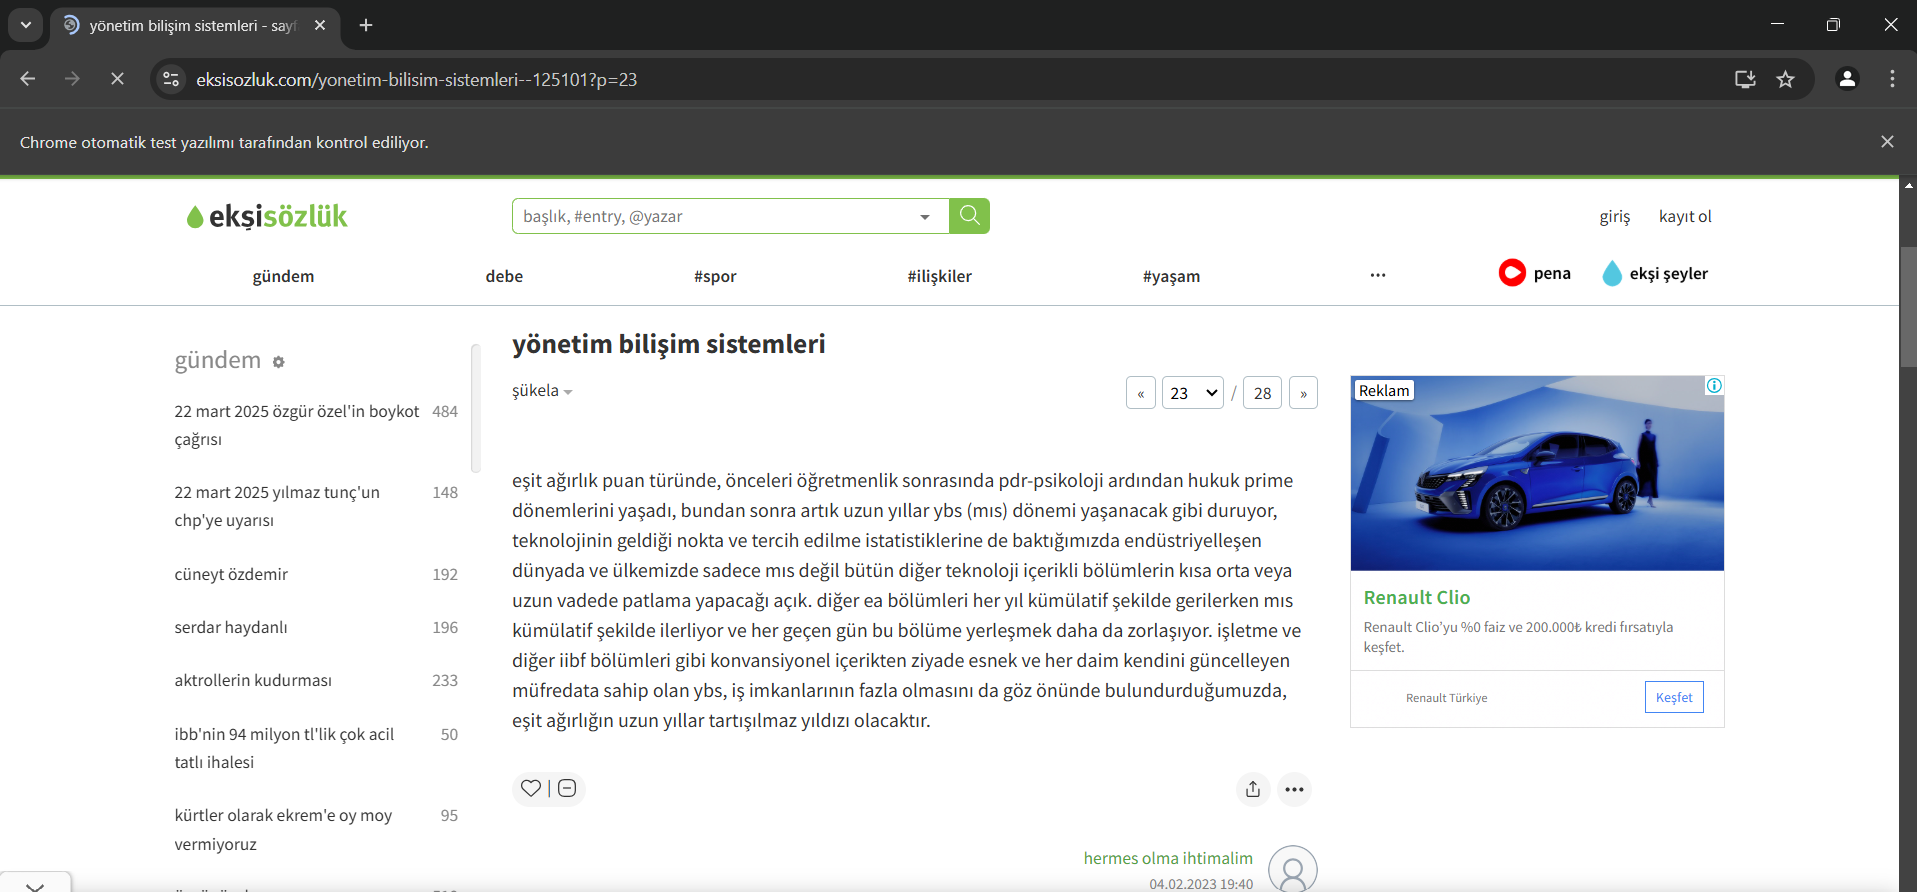 yönetim bilişim sistemleri - sayf
eksisozluk.com/yonetim-bilisim-sistemleri--125101?p=23
Chrome otomatik test yazılımı tarafından kontrol ediliyor.
ekşisözlük
başlık, #entry, @yazar
giriş kayıt ol
gündem debe #spor #ilişkiler #yaşam ... pena ekşi şeyler
gündem
22 mart 2025 özgür özel'in boykot 484
çağrısı
22 mart 2025 yılmaz tunç'un 148
chp'ye uyarısı
cüneyt özdemir 192
serdar haydanlı 196
aktrollerin kudurması 233
ibb'nin 94 milyon tl'lik çok acil 50
tatlı ihalesi
kürtler olarak ekrem'e oy moy 95
vermiyoruz
yönetim bilişim sistemleri
şükela
« 23 / 28 »
eşit ağırlık puan türünde, önceleri öğretmenlik sonrasında pdr-psikoloji ardından hukuk prime
dönemlerini yaşadı, bundan sonra artık uzun yıllar ybs (mıs) dönemi yaşanacak gibi duruyor,
teknolojinin geldiği nokta ve tercih edilme istatistiklerine de baktığımızda endüstriyelleşen
dünyada ve ülkemizde sadece mıs değil bütün diğer teknoloji içerikli bölümlerin kısa orta veya
uzun vadede patlama yapacağı açık. diğer ea bölümleri her yıl kümülatif şekilde gerilerken mıs
kümülatif şekilde ilerliyor ve her geçen gün bu bölüme yerleşmek daha da zorlaşıyor. işletme ve
diğer iibf bölümleri gibi konvansiyonel içerikten ziyade esnek ve her daim kendini güncelleyen
müfredata sahip olan ybs, iş imkanlarının fazla olmasını da göz önünde bulundurduğumuzda,
eşit ağırlığın uzun yıllar tartışılmaz yıldızı olacaktır.
hermes olma ihtimalim
04.02.2023 19:40
Reklam
Renault Clio
Renault Clio'yu %0 faiz ve 200.000₺ kredi fırsatıyla
keşfet.
Renault Türkiye Keşfet